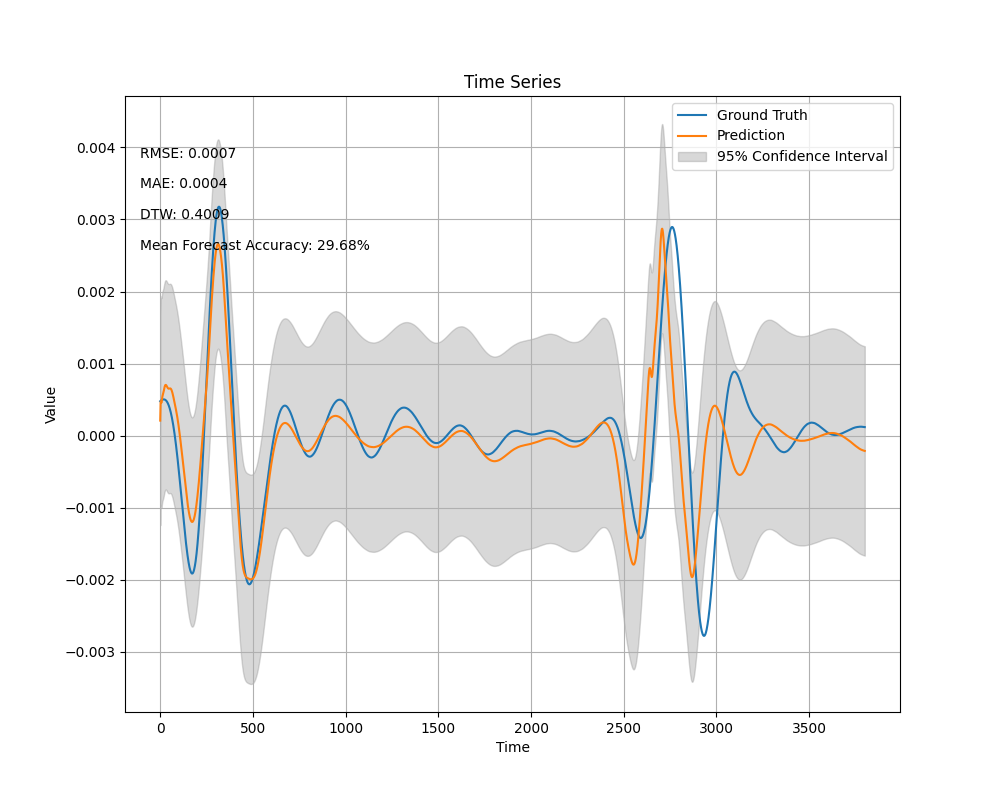 Time Series
Ground Truth
Prediction
95% Confidence Interval
RMSE: 0.0007
MAE: 0.0004
DTW: 0.4009
Mean Forecast Accuracy: 29.68%
Value
0.004
0.003
0.002
0.001
0.000
−0.001
−0.002
−0.003
0 500 1000 1500 2000 2500 3000 3500
Time